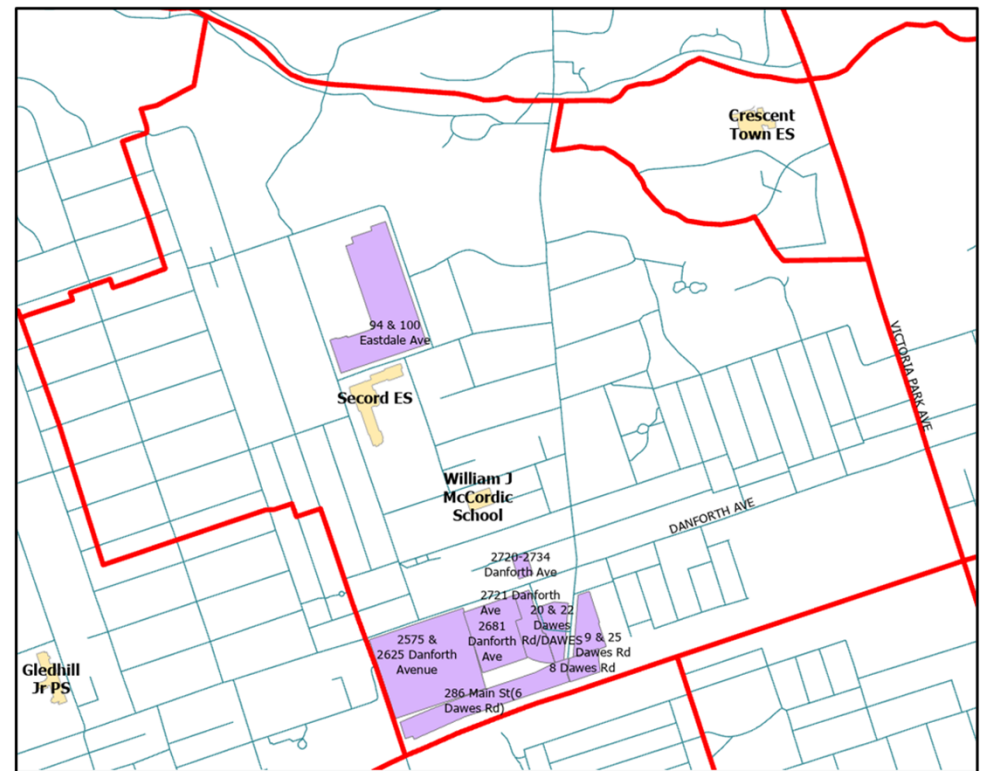 Crescent
Town ES
94 & 100
Eastdale Ave
VICTORIA PARK AVE
Secord ES
William J
McCordic
School
DANFORTH AVE
2720-2734
Danforth Ave
2721 Danforth
Ave
2681
Danforth
Ave
20 & 22
Dawes
Rd/DAWES
9 & 25
Dawes Rd
8 Dawes Rd
2575 &
2625 Danforth
Avenue
286 Main St(6
Dawes Rd)
Gledhill
Jr PS